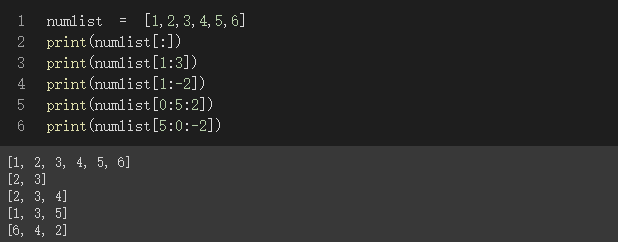 1 numlist = [1,2,3,4,5,6]
2 print(numlist[:])
3 print(numlist[1:3])
4 print(numlist[1:-2])
5 print(numlist[0:5:2])
6 print(numlist[5:0:-2])
[1, 2, 3, 4, 5, 6]
[2, 3]
[2, 3, 4]
[1, 3, 5]
[6, 4, 2]